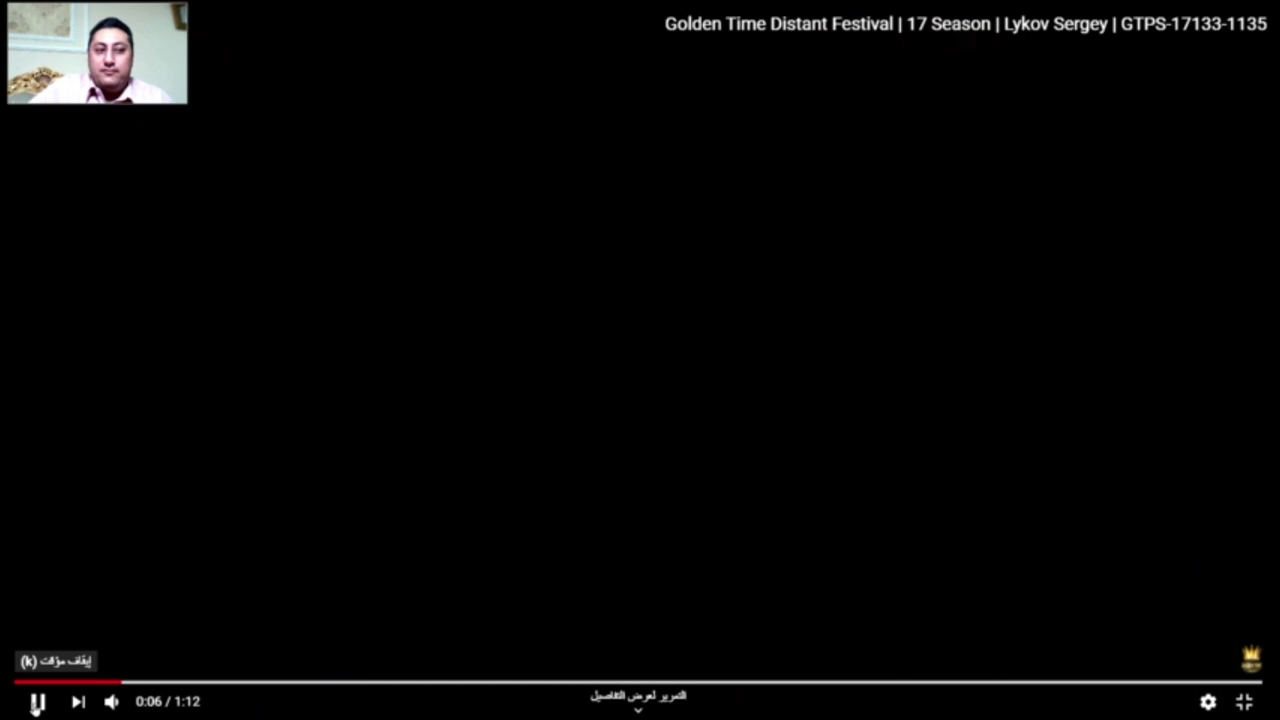 Golden Time Distant Festival | 17 Season | Lykov Sergey | GTPS-17133-1135
إيقاف مؤقت (k)
0:06 / 1:12
التمرير لعرض التفاصيل